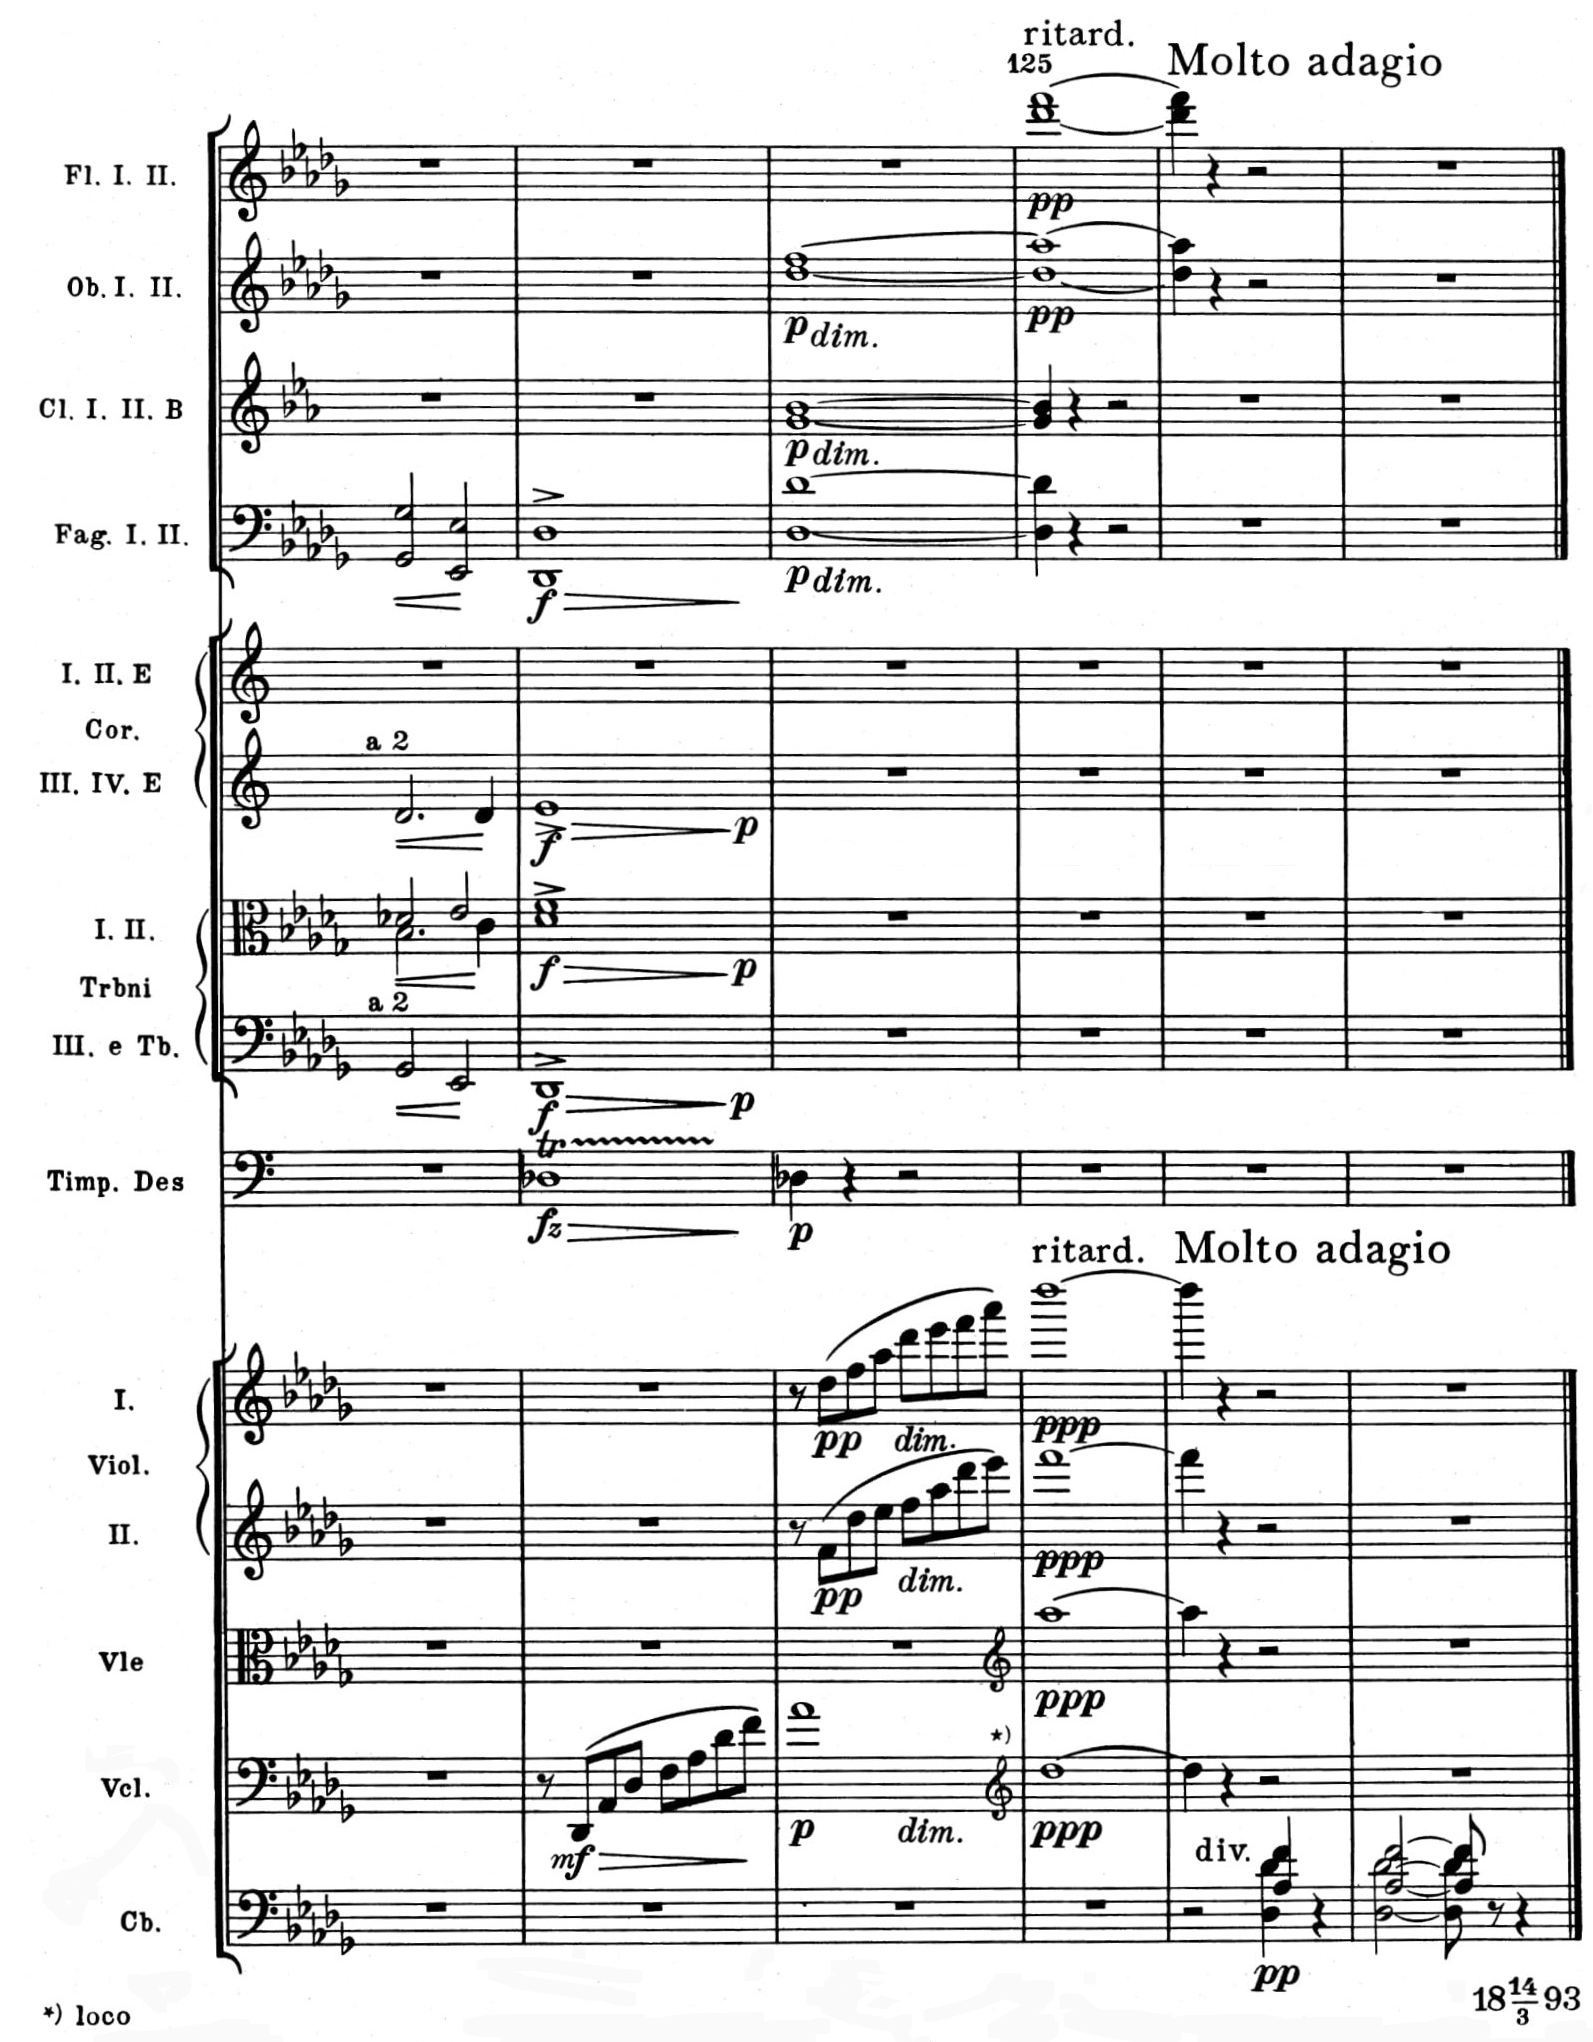 ritard.
125
Molto adagio
Fl. I. II.
pp
Ob. I. II.
p dim.
pp
Cl. I. II. B
p dim.
Fag. I. II.
f
p dim.
I. II. E
Cor.
a 2
III. IV. E
f
p
I. II.
f
p
Trbni
a 2
III. e Tb.
f
p
tr
Timp. Des
fz
p
ritard.
Molto adagio
I.
pp
dim.
ppp
Viol.
II.
pp
dim.
ppp
Vle
ppp
*)
Vcl.
mf
p
dim.
ppp
div.
Cb.
pp
*) loco
18 14/3 93